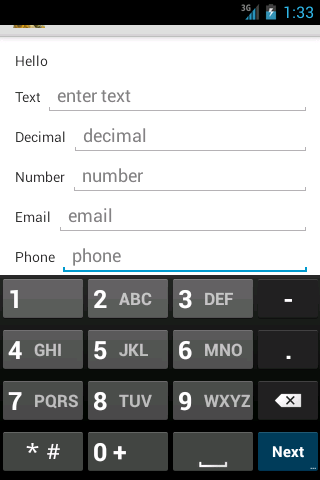 3G 1:33
Hello
Text enter text
Decimal decimal
Number number
Email email
Phone phone
1 2 ABC 3 DEF -
4 GHI 5 JKL 6 MNO .
7 PQRS 8 TUV 9 WXYZ
* # 0 + Next ...